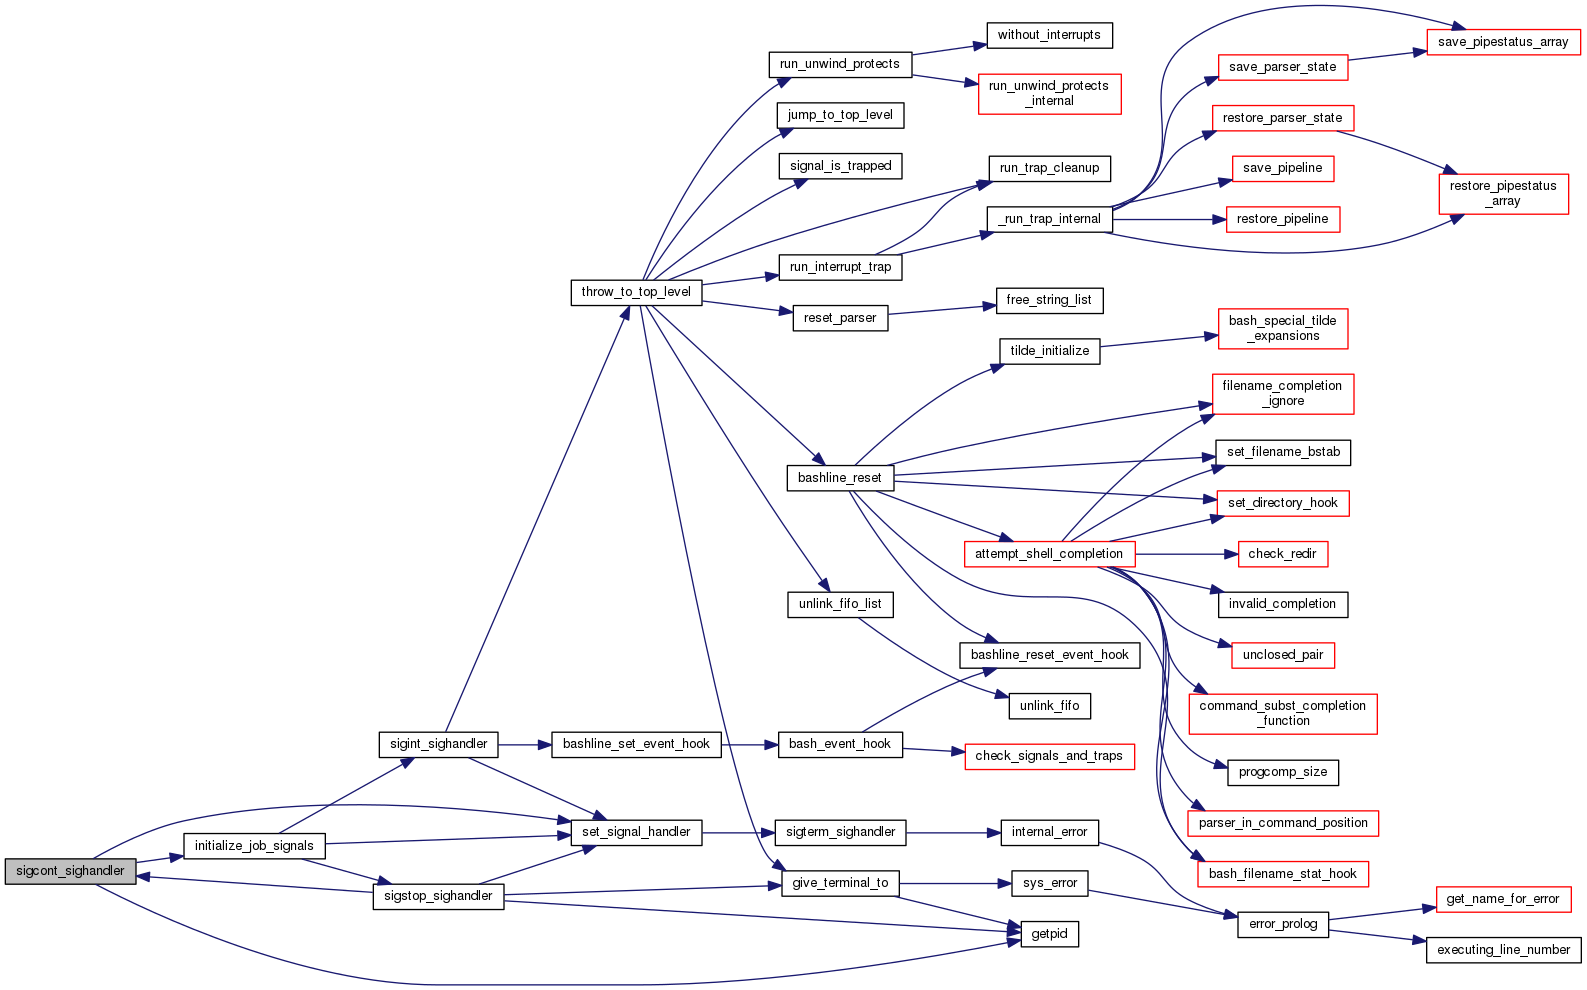 without_interrupts
save_pipestatus_array
run_unwind_protects
save_parser_state
run_unwind_protects
_internal
jump_to_top_level
restore_parser_state
signal_is_trapped
run_trap_cleanup
save_pipeline
restore_pipestatus
_array
_run_trap_internal
restore_pipeline
run_interrupt_trap
throw_to_top_level
free_string_list
reset_parser
bash_special_tilde
_expansions
tilde_initialize
filename_completion
_ignore
set_filename_bstab
bashline_reset
set_directory_hook
attempt_shell_completion
check_redir
unlink_fifo_list
invalid_completion
bashline_reset_event_hook
unclosed_pair
unlink_fifo
command_subst_completion
_function
sigint_sighandler
bashline_set_event_hook
bash_event_hook
check_signals_and_traps
progcomp_size
parser_in_command_position
set_signal_handler
sigterm_sighandler
internal_error
initialize_job_signals
sigcont_sighandler
bash_filename_stat_hook
give_terminal_to
sys_error
sigstop_sighandler
get_name_for_error
error_prolog
getpid
executing_line_number